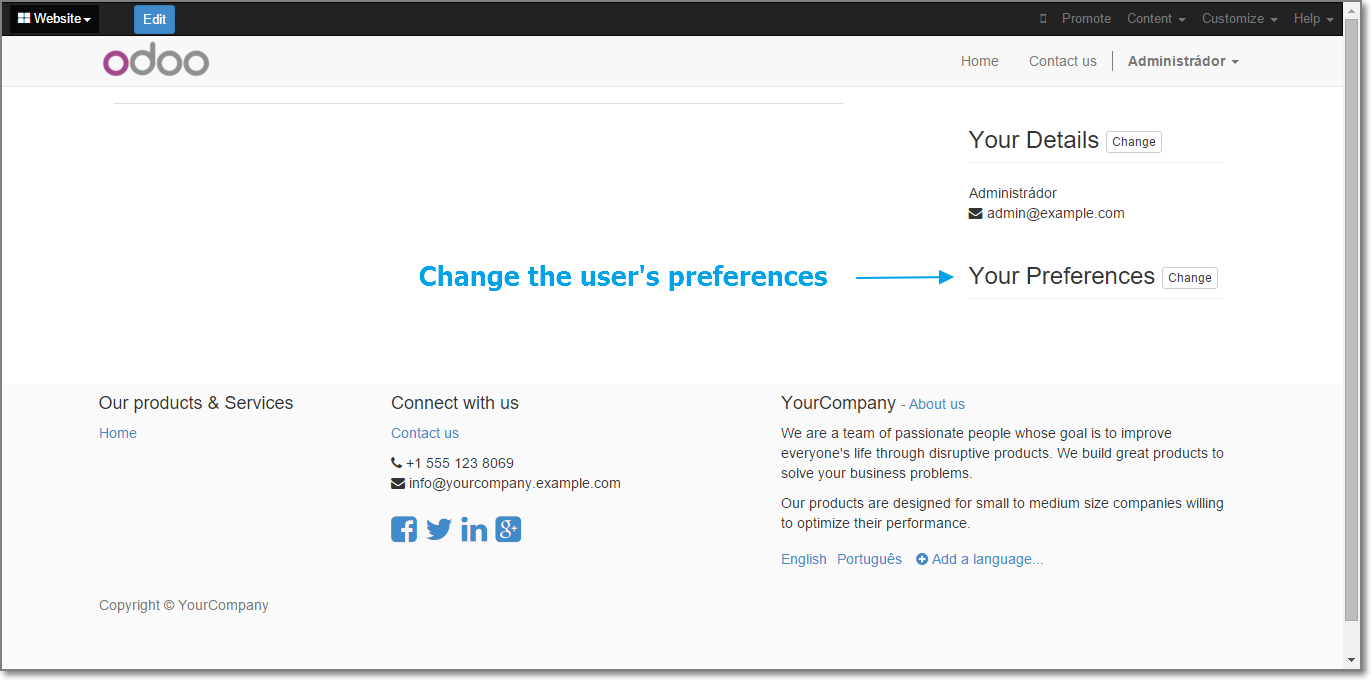 Website
Edit
Promote Content Customize Help
odoo
Home Contact us Administrádor
Your Details Change
Administrádor
admin@example.com
Change the user's preferences
Your Preferences Change
Our products & Services
Home
Connect with us
Contact us
+1 555 123 8069
info@yourcompany.example.com
YourCompany - About us
We are a team of passionate people whose goal is to improve
everyone's life through disruptive products. We build great products to
solve your business problems.
Our products are designed for small to medium size companies willing
to optimize their performance.
English Português Add a language...
Copyright © YourCompany